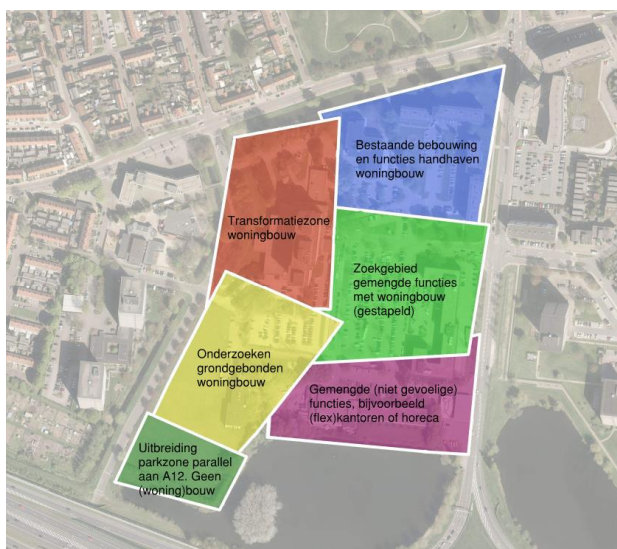 Bestaande bebouwing
en functies handhaven
woningbouw
Transformatiezone
woningbouw
Zoekgebied
gemengde functies
met woningbouw
(gestapeld)
Onderzoeken
grondgebonden
woningbouw
Gemengde (niet gevoelige)
functies, bijvoorbeeld
(flex)kantoren of horeca
Uitbreiding
parkzone parallel
aan A12. Geen
(woning)bouw